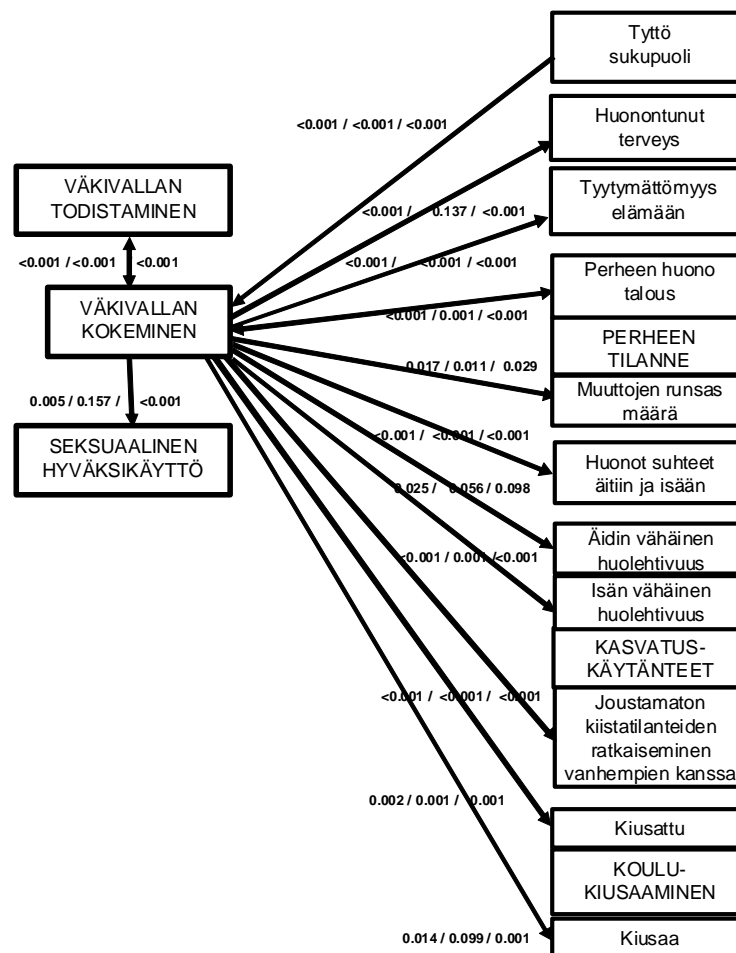 Tyttö
sukupuoli
<0.001 / <0.001 / <0.001
Huonontunut
terveys
VÄKIVALLAN
TODISTAMINEN
Tyytymättömyys
elämään
<0.001 / 0.137 / <0.001
<0.001 / <0.001 <0.001
<0.001 / <0.001 / <0.001
Perheen huono
talous
VÄKIVALLAN
KOKEMINEN
<0.001 / 0.001 / <0.001
PERHEEN
TILANNE
0.017 / 0.011 / 0.029
Muuttojen runsas
määrä
0.005 / 0.157 / <0.001
SEKSUAALINEN
HYVÄKSIKÄYTTÖ
<0.001 / <0.001 / <0.001
Huonot suhteet
äitiin ja isään
0.025 / 0.056 / 0.098
Äidin vähäinen
huolehtivuus
<0.001 / 0.001 / <0.001
Isän vähäinen
huolehtivuus
KASVATUS-
KÄYTÄNTEET
<0.001 / <0.001 / <0.001
Joustamaton
kiistatilanteiden
ratkaiseminen
vanhempien kanssa
0.002 / 0.001 / 0.001
Kiusattu
KOULU-
KIUSAAMINEN
0.014 / 0.099 / 0.001
Kiusaa